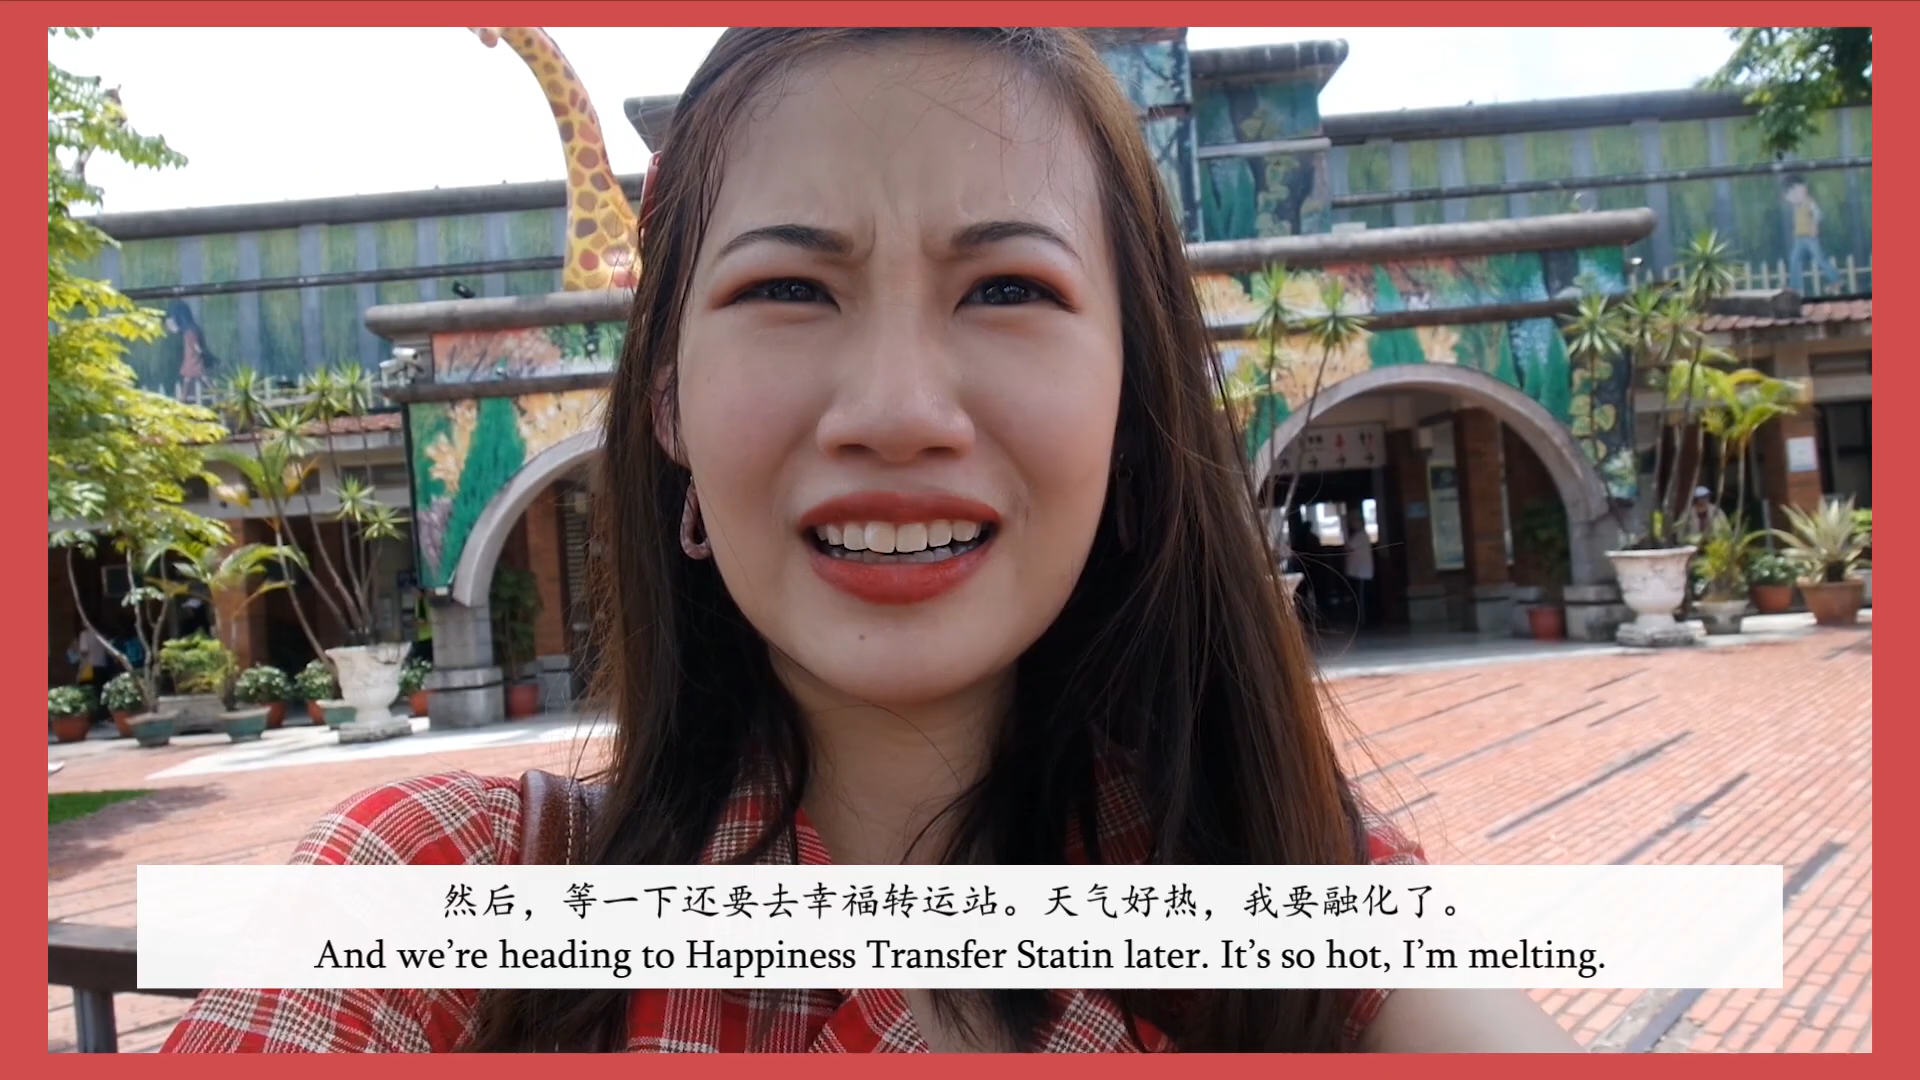 然后，等一下还要去幸福转运站。天气好热，我要融化了。
And we’re heading to Happiness Transfer Statin later. It’s so hot, I’m melting.